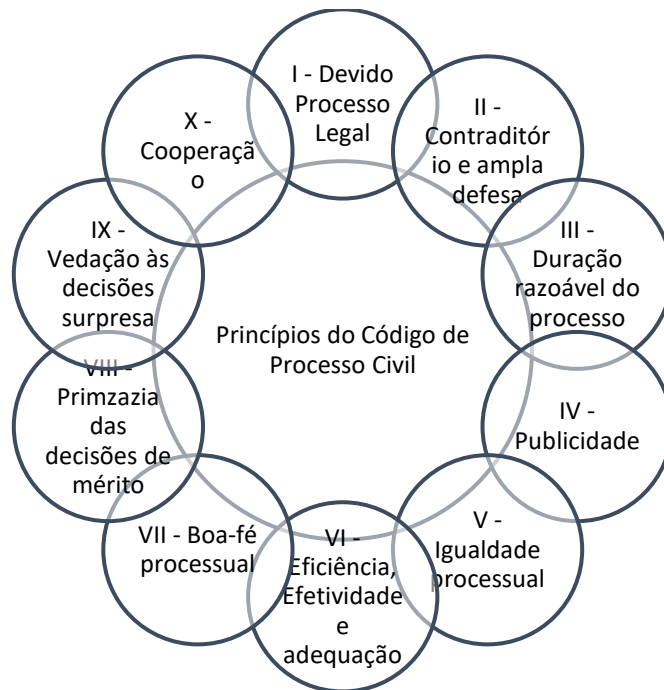 I - Devido
Processo
Legal
II -
Contraditór
io e ampla
defesa
III -
Duração
razoável do
processo
IV -
Publicidade
V -
Igualdade
processual
VI -
Eficiência,
Efetividade
e
adequação
VII - Boa-fé
processual
VIII -
Primzazia
das
decisões de
mérito
IX -
Vedação às
decisões
surpresa
X -
Cooperaçã
o
Princípios do Código de
Processo Civil